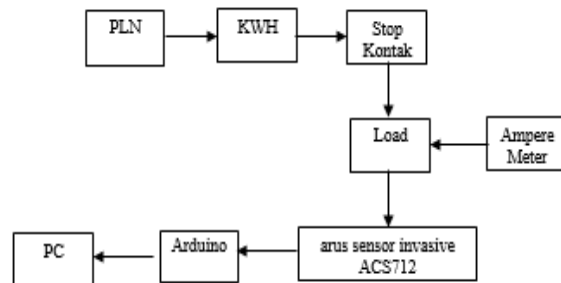 PLN
KWH
Stop
Kontak
Load
Ampere
Meter
arus sensor invasive
ACS712
Arduino
PC